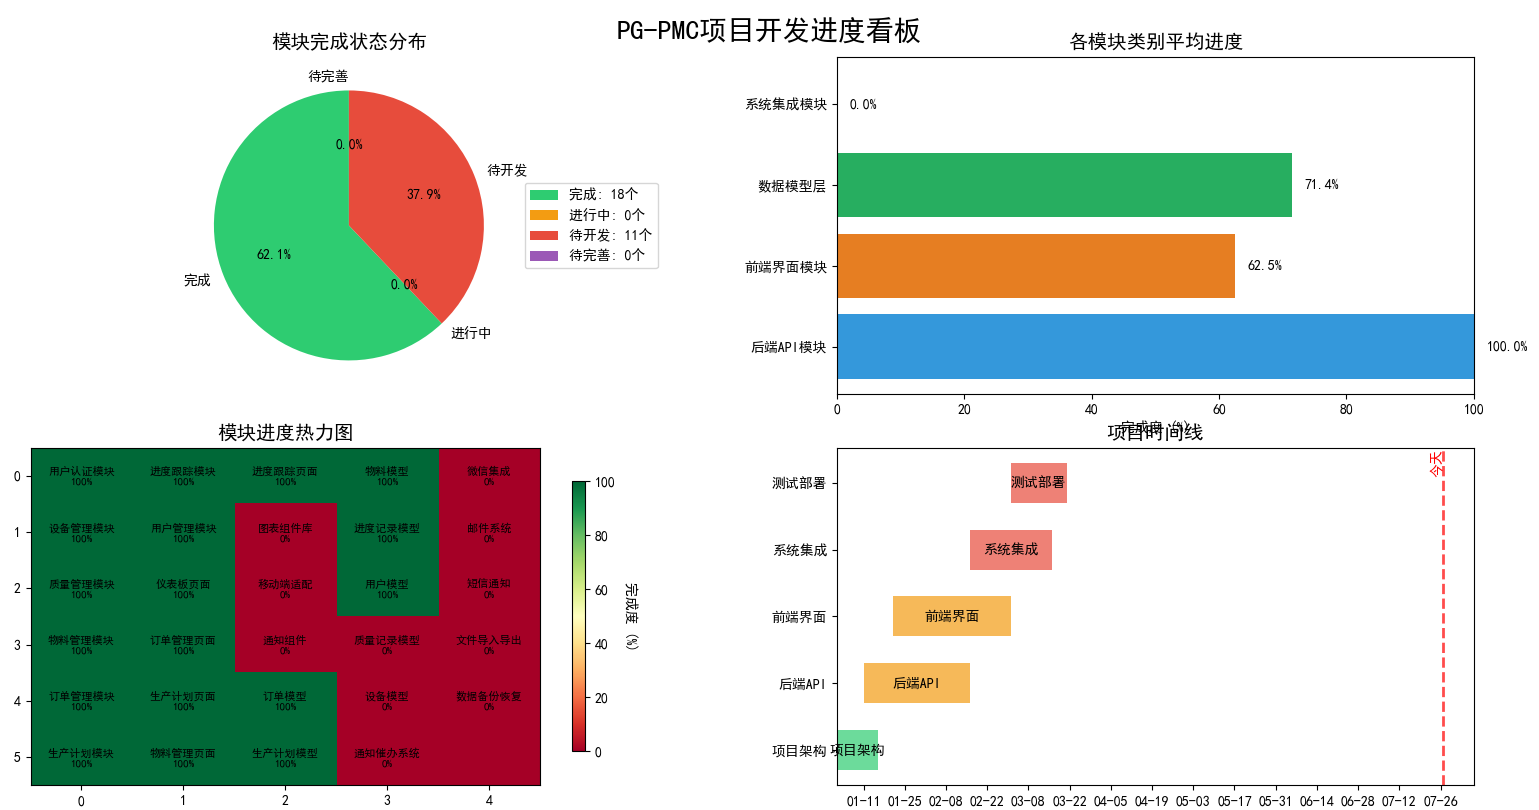 PG-PMC项目开发进度看板
模块完成状态分布
待完善
0.0%
待开发
37.9%
62.1%
完成
0.0%
进行中
完成: 18个
进行中: 0个
待开发: 11个
待完善: 0个
各模块类别平均进度
系统集成模块
0.0%
数据模型层
71.4%
前端界面模块
62.5%
后端API模块
100.0%
0 20 40 60 80 100
完成度 (%)
模块进度热力图
0 用户认证模块 进度跟踪模块 进度跟踪页面 物料模型 微信集成
100% 100% 100% 100% 0%
1 设备管理模块 用户管理模块 图表组件库 进度记录模型 邮件系统
100% 100% 0% 100% 0%
2 质量管理模块 仪表板页面 移动端适配 用户模型 短信通知
100% 100% 0% 100% 0%
3 物料管理模块 订单管理页面 通知组件 质量记录模型 文件导入导出
100% 100% 0% 0% 0%
4 订单管理模块 生产计划页面 订单模型 设备模型 数据备份恢复
100% 100% 100% 0% 0%
5 生产计划模块 物料管理页面 生产计划模型 通知催办系统
100% 100% 100% 0%
0 1 2 3 4
100
80
60
40
20
0
完成度 (%)
项目时间线
今天
测试部署 测试部署
系统集成 系统集成
前端界面 前端界面
后端API 后端API
项目架构 项目架构
01-11 01-25 02-08 02-22 03-08 03-22 04-05 04-19 05-03 05-17 05-31 06-14 06-28 07-12 07-26